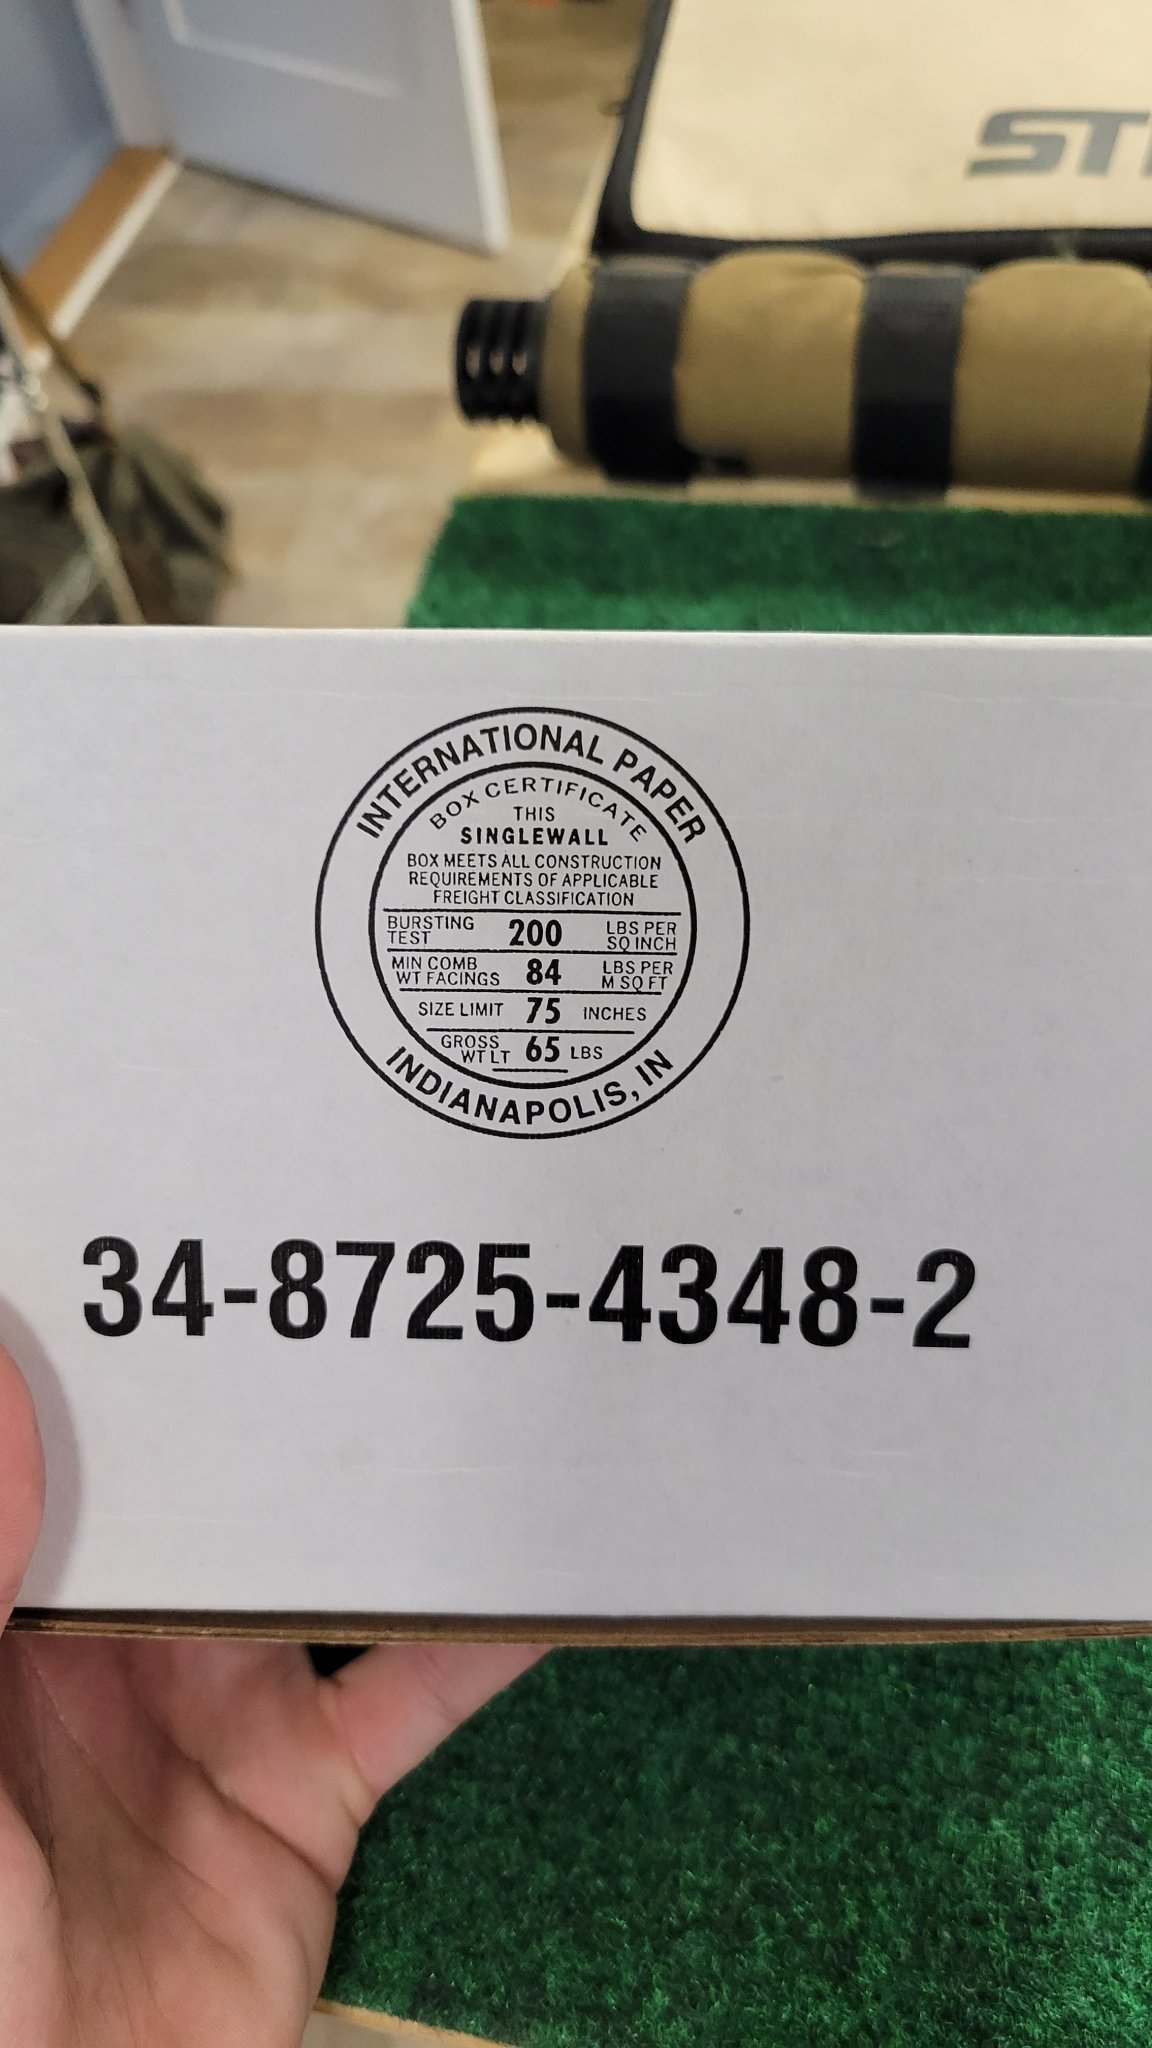 INTERNATIONAL PAPER
BOX CERTIFICATE
THIS
SINGLEWALL
BOX MEETS ALL CONSTRUCTION
REQUIREMENTS OF APPLICABLE
FREIGHT CLASSIFICATION
BURSTING TEST 200 LBS PER SQ INCH
MIN COMB WT FACINGS 84 LBS PER M SQ FT
SIZE LIMIT 75 INCHES
GROSS WT LT 65 LBS
INDIANAPOLIS, IN
34-8725-4348-2